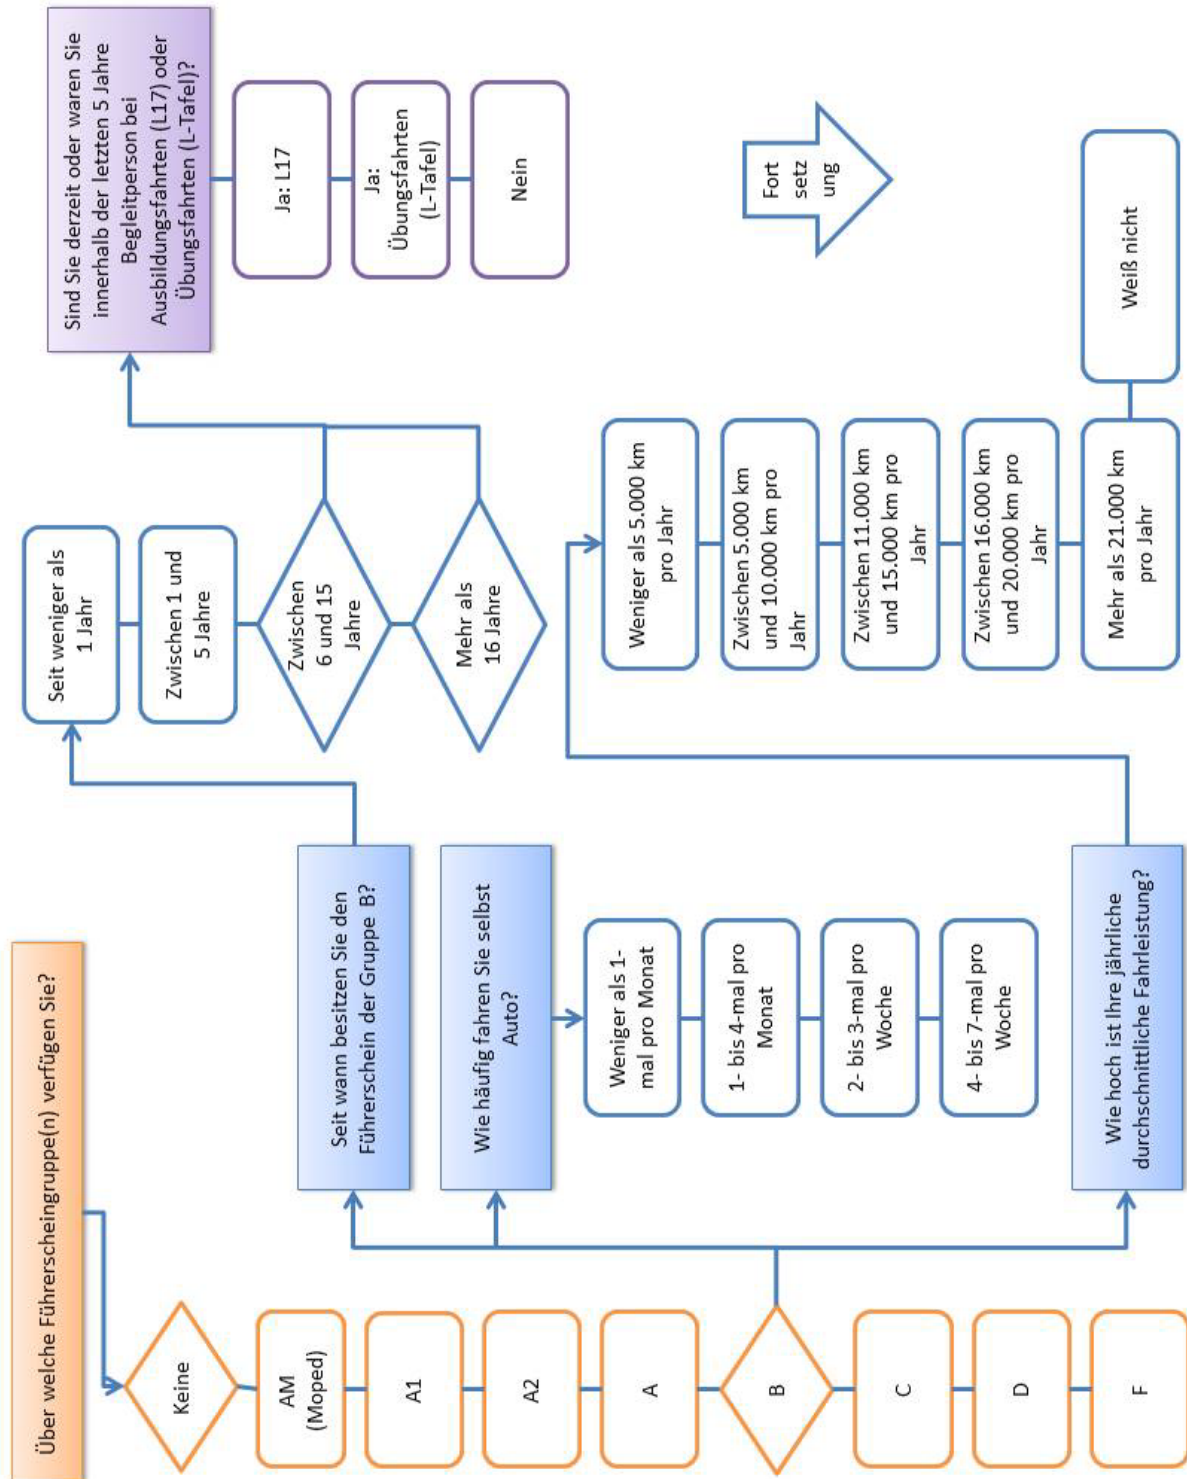 Über welche Führerscheingruppe(n) verfügen Sie?
Keine
AM
(Moped)
A1
A2
A
B
C
D
F
Seit wann besitzen Sie den
Führerschein der Gruppe B?
Seit weniger als
1 Jahr
Zwischen 1 und
5 Jahre
Zwischen
6 und 15
Jahre
Mehr als
16 Jahre
Sind Sie derzeit oder waren Sie
innerhalb der letzten 5 Jahre
Begleitperson bei
Ausbildungsfahrten (L17) oder
Übungsfahrten (L-Tafel)?
Ja: L17
Ja:
Übungsfahrten
(L-Tafel)
Nein
Wie häufig fahren Sie selbst
Auto?
Weniger als 1-
mal pro Monat
1- bis 4-mal pro
Monat
2- bis 3-mal pro
Woche
4- bis 7-mal pro
Woche
Wie hoch ist Ihre jährliche
durchschnittliche Fahrleistung?
Weniger als 5.000 km
pro Jahr
Zwischen 5.000 km
und 10.000 km pro
Jahr
Zwischen 11.000 km
und 15.000 km pro
Jahr
Zwischen 16.000 km
und 20.000 km pro
Jahr
Mehr als 21.000 km
pro Jahr
Weiß nicht
Fort
setz
ung